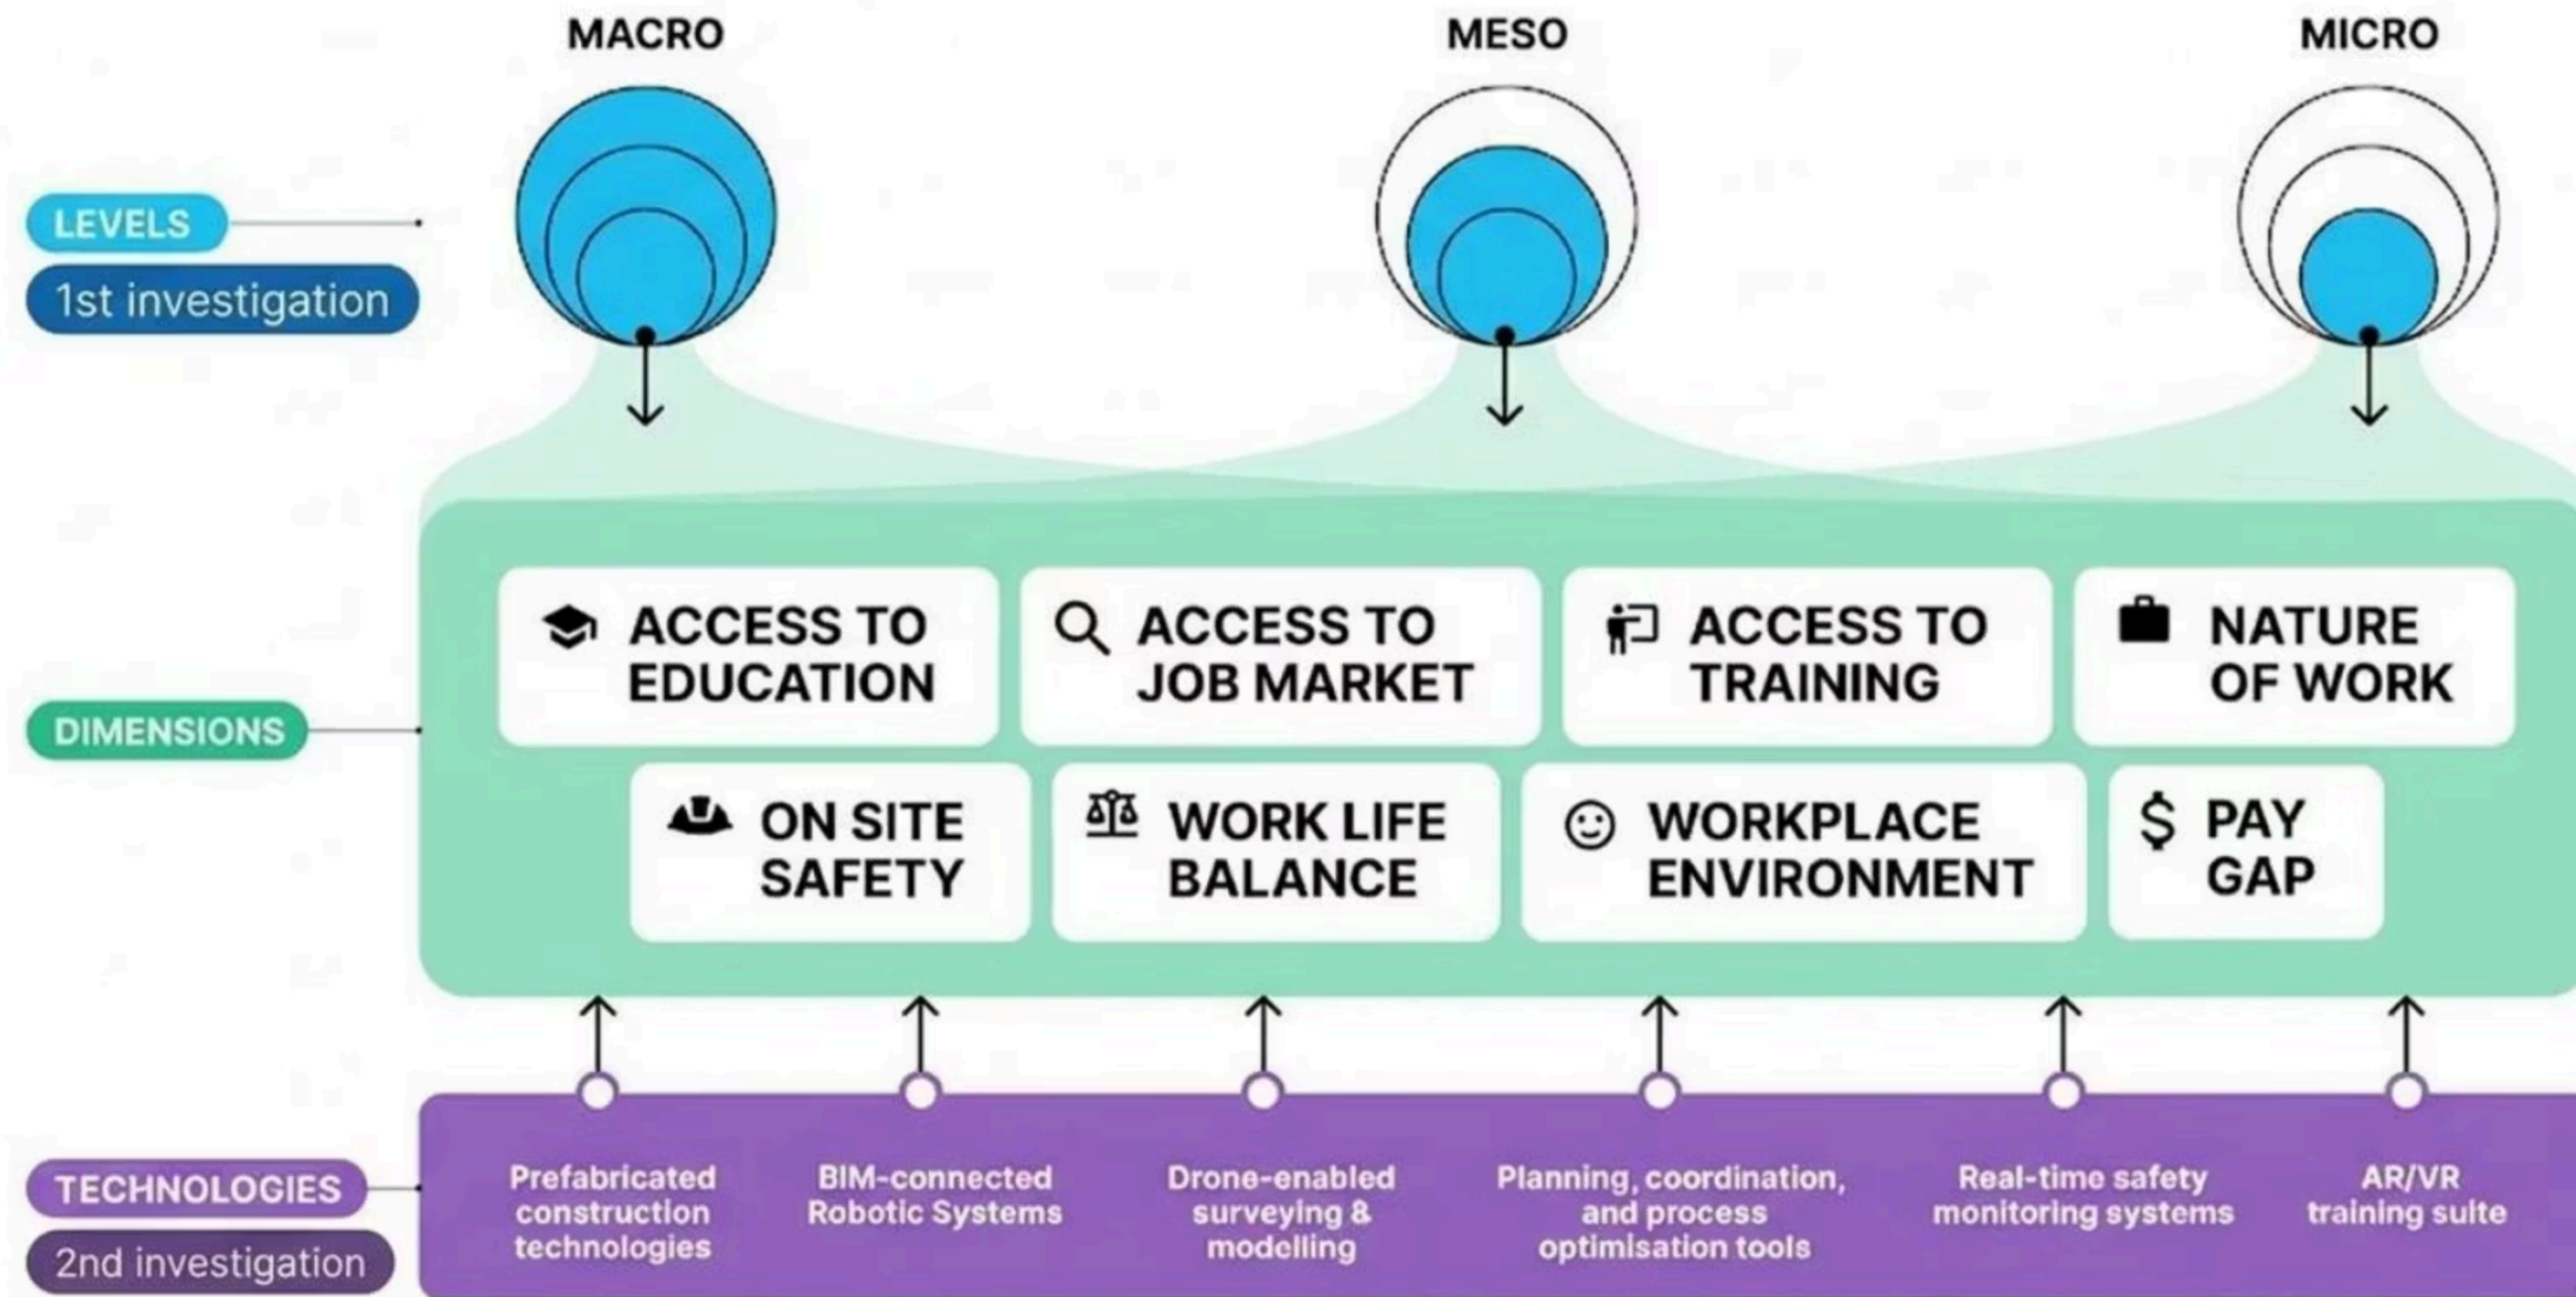 MACRO
MESO
MICRO
LEVELS
1st investigation
ACCESS TO
EDUCATION
ACCESS TO
JOB MARKET
ACCESS TO
TRAINING
NATURE
OF WORK
DIMENSIONS
ON SITE
SAFETY
WORK LIFE
BALANCE
WORKPLACE
ENVIRONMENT
$ PAY
GAP
TECHNOLOGIES
2nd investigation
Prefabricated
construction
technologies
BIM-connected
Robotic Systems
Drone-enabled
surveying &
modelling
Planning, coordination,
and process
optimisation tools
Real-time safety
monitoring systems
AR/VR
training suite